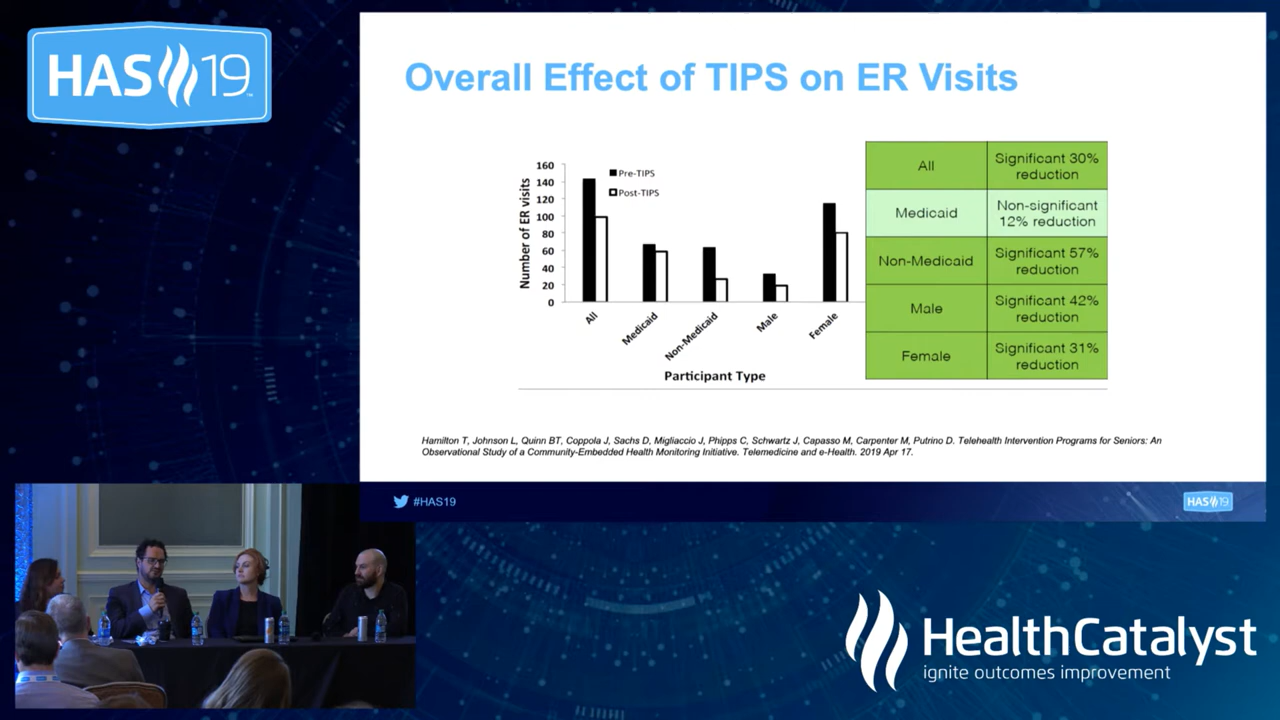 HAS 19
TM
Overall Effect of TIPS on ER Visits
Number of ER visits
160
140
120
100
80
60
40
20
0
Pre-TIPS
Post-TIPS
All
Medicaid
Non-Medicaid
Male
Female
Participant Type
All
Significant 30%
reduction
Medicaid
Non-significant
12% reduction
Non-Medicaid
Significant 57%
reduction
Male
Significant 42%
reduction
Female
Significant 31%
reduction
Hamilton T, Johnson L, Quinn BT, Coppola J, Sachs D, Migliaccio J, Phipps C, Schwartz J, Capasso M, Carpenter M, Putrino D. Telehealth Intervention Programs for Seniors: An
Observational Study of a Community-Embedded Health Monitoring Initiative. Telemedicine and e-Health. 2019 Apr 17.
#HAS19
HAS 19
HealthCatalyst
ignite outcomes improvement